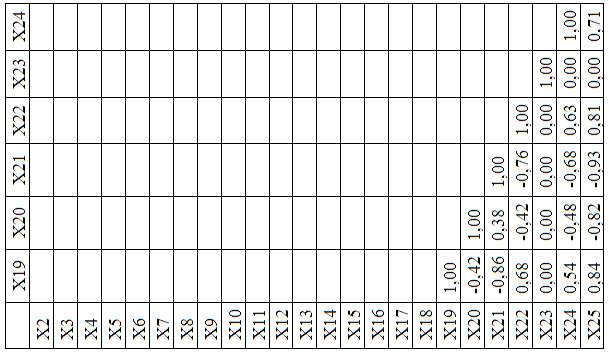 X19 X20 X21 X22 X23 X24
X2
X3
X4
X5
X6
X7
X8
X9
X10
X11
X12
X13
X14
X15
X16
X17
X18
X19 1,00
X20 -0,42 1,00
X21 -0,86 0,38 1,00
X22 0,68 -0,42 -0,76 1,00
X23 0,00 0,00 0,00 0,00 1,00
X24 0,54 -0,48 -0,68 0,63 0,00 1,00
X25 0,84 -0,82 -0,93 0,81 0,00 0,71